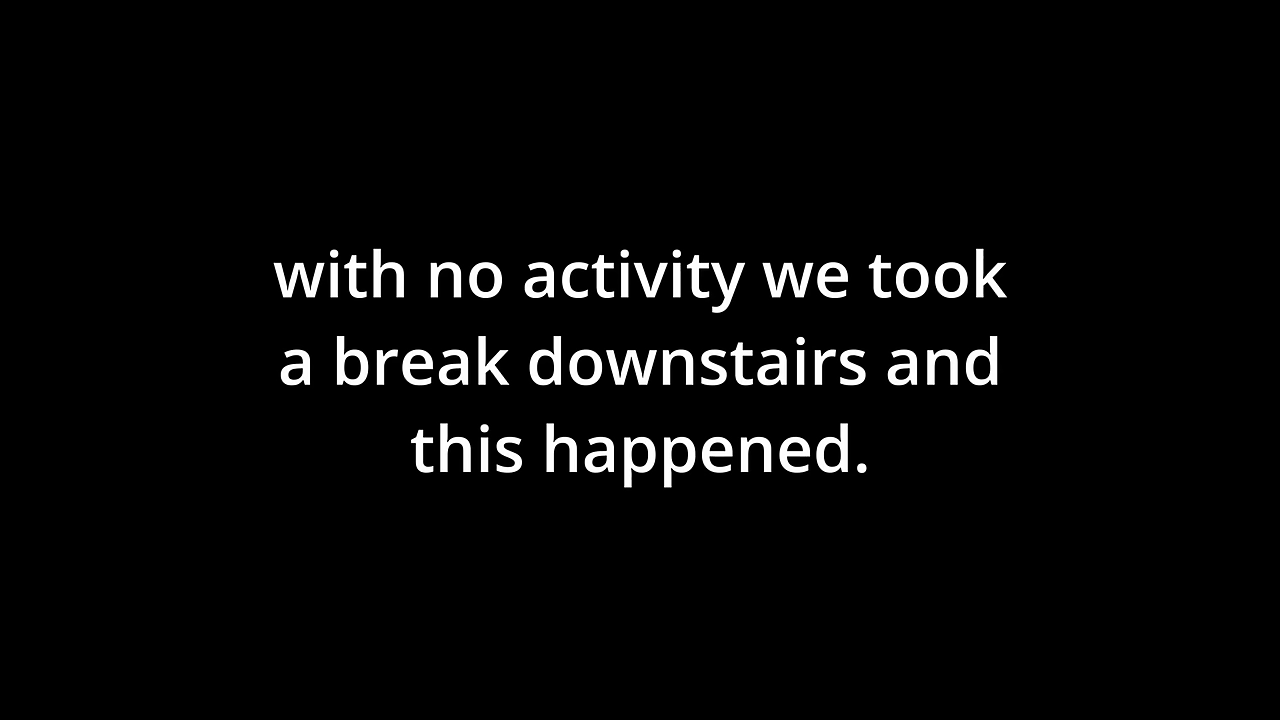 with no activity we took
a break downstairs and
this happened.